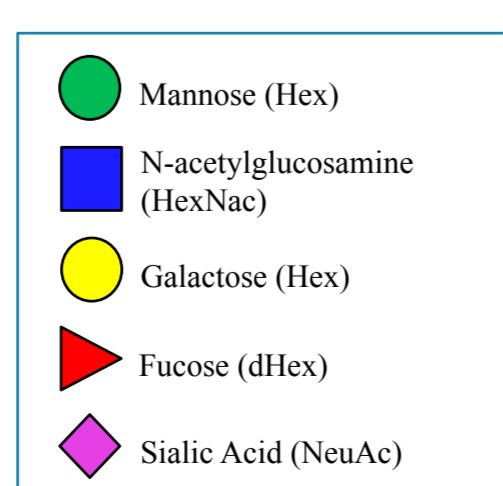 Mannose (Hex)
N-acetylglucosamine
(HexNac)
Galactose (Hex)
Fucose (dHex)
Sialic Acid (NeuAc)